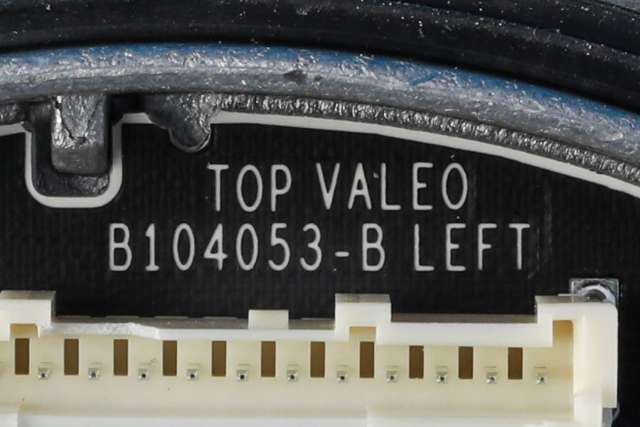 TOP VALEO
B104053-B LEFT